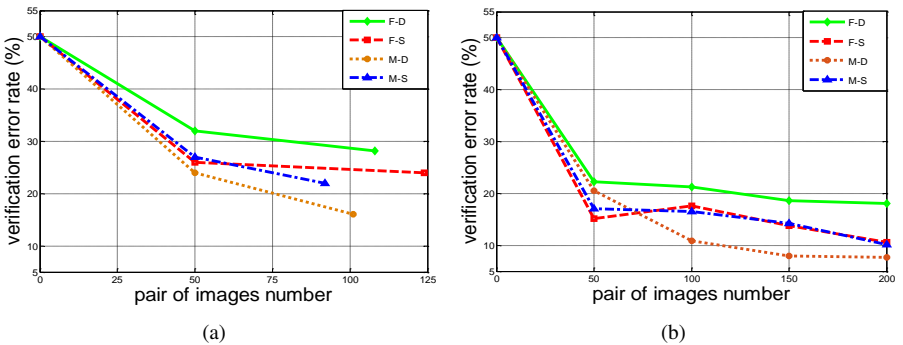 55
50
40
30
20
10
5
0
25
50
75
100
125
verification error rate (%)
pair of images number
F-D
F-S
M-D
M-S
(a)
55
50
40
30
20
10
5
0
50
100
150
200
verification error rate (%)
pair of images number
F-D
F-S
M-D
M-S
(b)